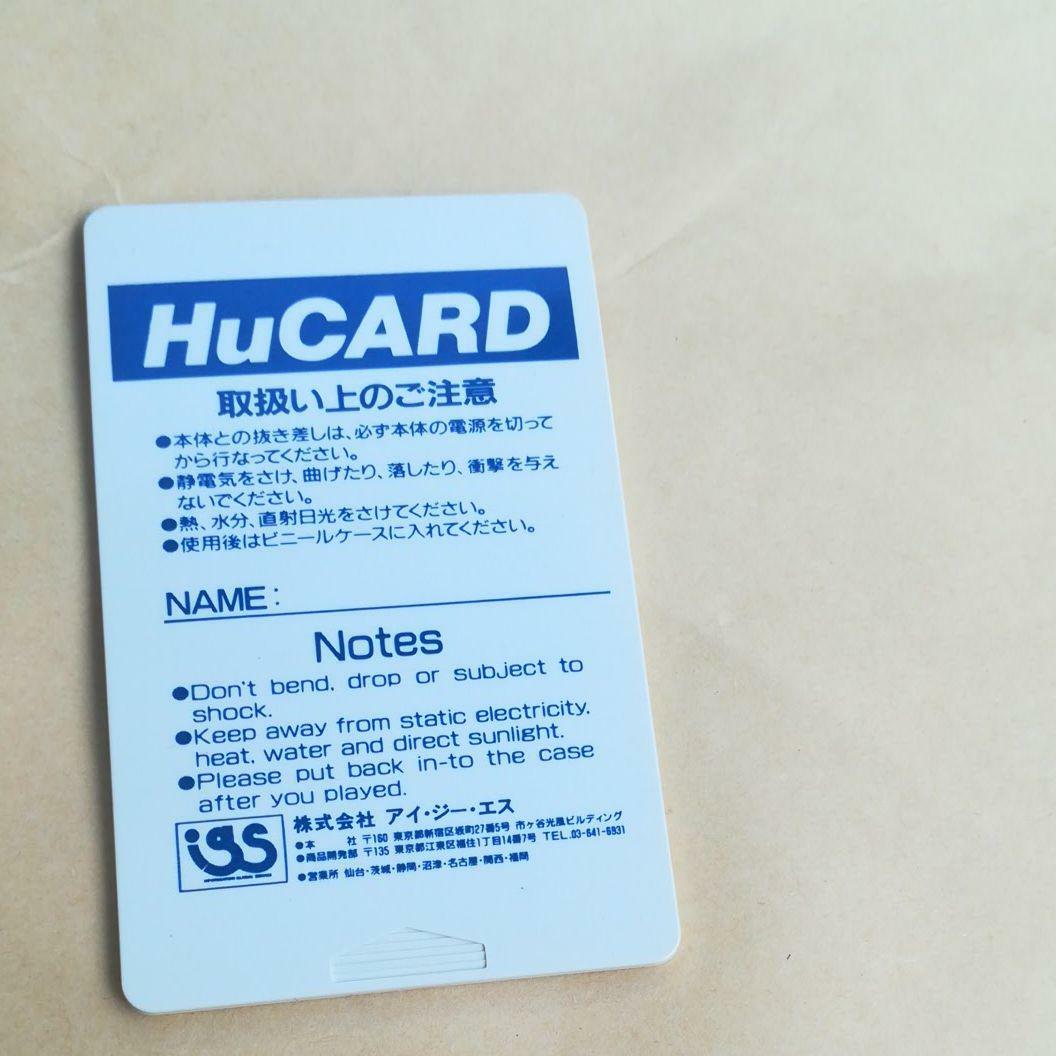 HuCARD
取扱い上のご注意
●本体との抜き差しは、必ず本体の電源を切って
から行なってください。
●静電気をさけ、曲げたり、落したり、衝撃を与え
ないでください。
●熱、水分、直射日光をさけてください。
●使用後はビニールケースに入れてください。
NAME:
Notes
●Don't bend, drop or subject to
shock.
●Keep away from static electricity,
heat, water and direct sunlight.
●Please put back in-to the case
after you played.
igs
株式会社 アイ・ジー・エス
●本 社 〒160 東京都新宿区坂町27番5号 市ヶ谷光風ビルディング
●商品開発部 〒135 東京都江東区福住1丁目14番7号 TEL.03-641-6931
●営業所 仙台・茨城・静岡・沼津・名古屋・関西・福岡